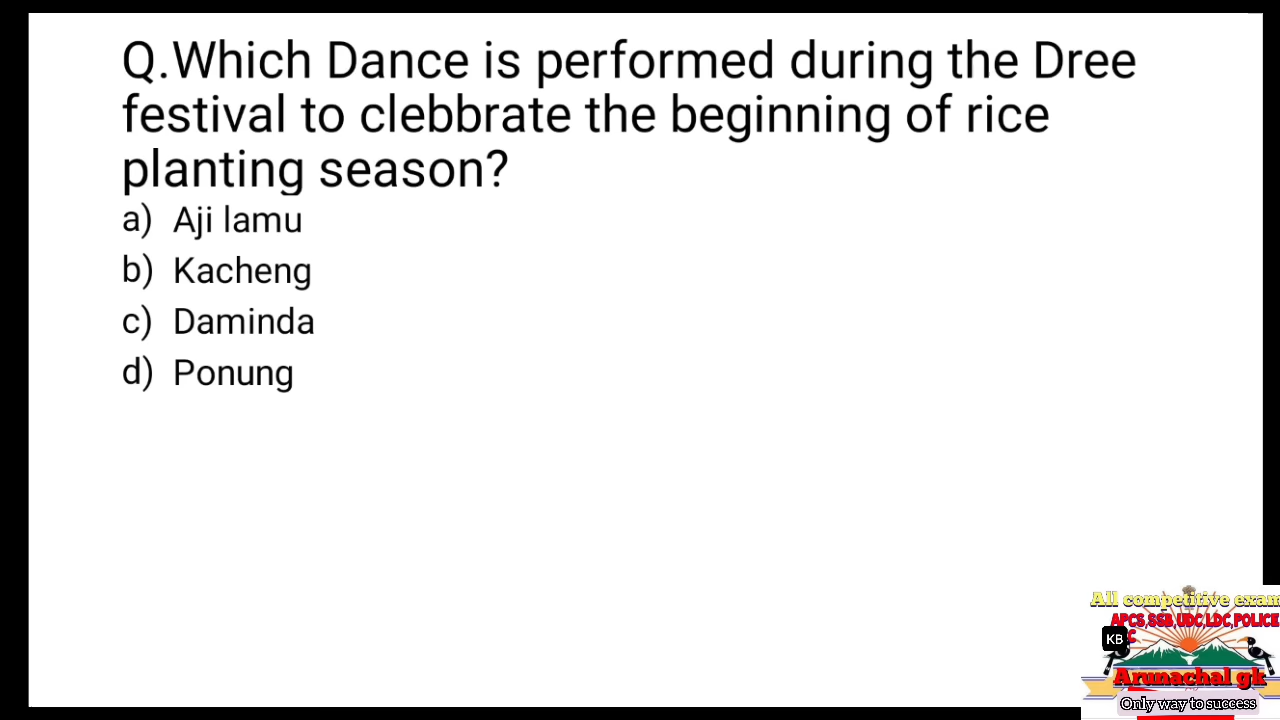 Q.Which Dance is performed during the Dree
festival to clebbrate the beginning of rice
planting season?
a) Aji lamu
b) Kacheng
c) Daminda
d) Ponung
All competitive exam
APCS,SSB,UDC,LDC,POLICE
KB
Arunachal gk
Only way to success